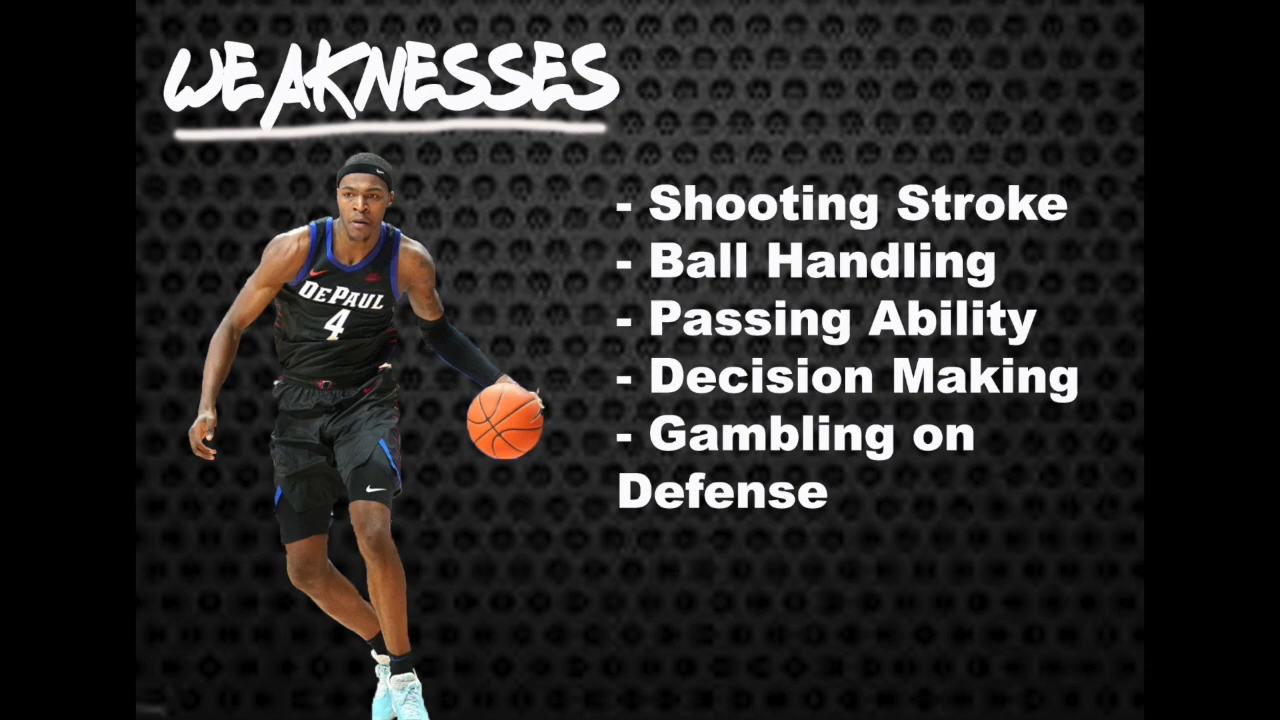 WEAKNESSES
- Shooting Stroke
- Ball Handling
- Passing Ability
- Decision Making
- Gambling on
Defense
DEPAUL
4